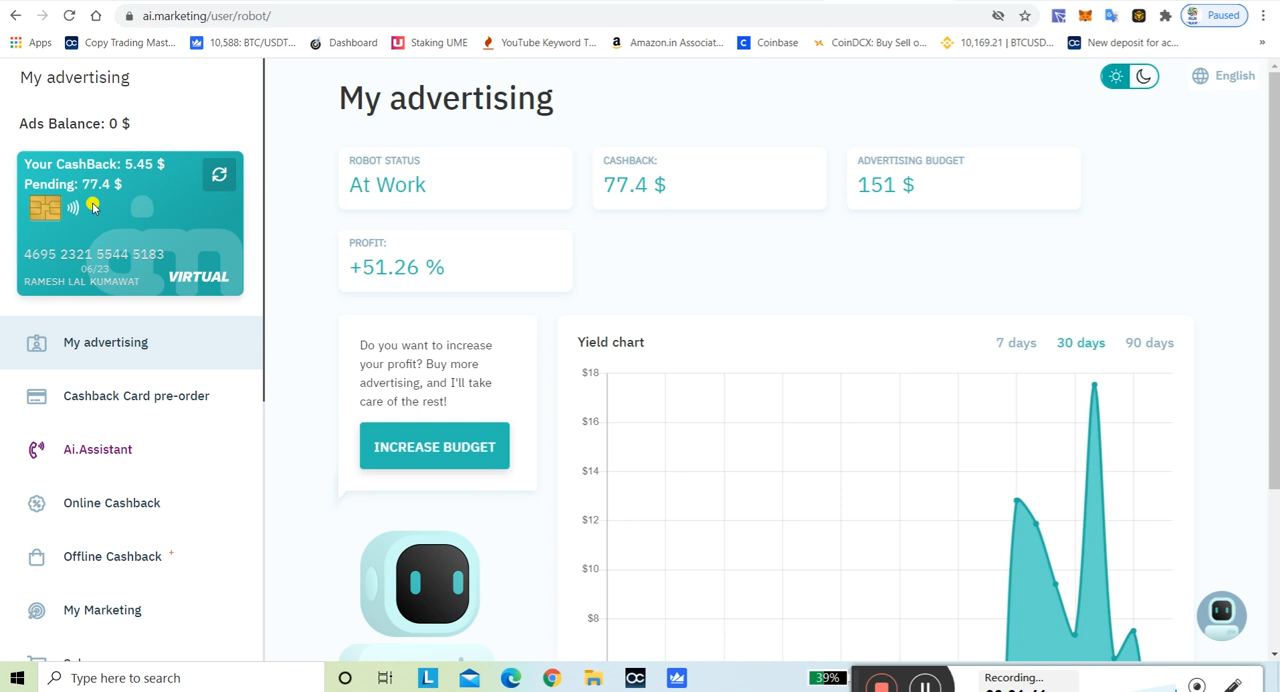 ai.marketing/user/robot/
Paused
Apps
Copy Trading Mast...
10,588: BTC/USDT...
Dashboard
Staking UME
YouTube Keyword T...
Amazon.in Associat...
Coinbase
CoinDCX: Buy Sell o...
10,169.21 | BTCUSD...
New deposit for ac...
»
My advertising
Ads Balance: 0 $
Your CashBack: 5.45 $
Pending: 77.4 $
4695 2321 5544 5183
06/23
RAMESH LAL KUMAWAT
VIRTUAL
My advertising
Cashback Card pre-order
Ai.Assistant
Online Cashback
Offline Cashback +
My Marketing
English
My advertising
ROBOT STATUS
At Work
CASHBACK:
77.4 $
ADVERTISING BUDGET
151 $
PROFIT:
+51.26 %
Do you want to increase
your profit? Buy more
advertising, and I'll take
care of the rest!
INCREASE BUDGET
Yield chart
7 days
30 days
90 days
$18
$16
$14
$12
$10
$8
Type here to search
39%
Recording...